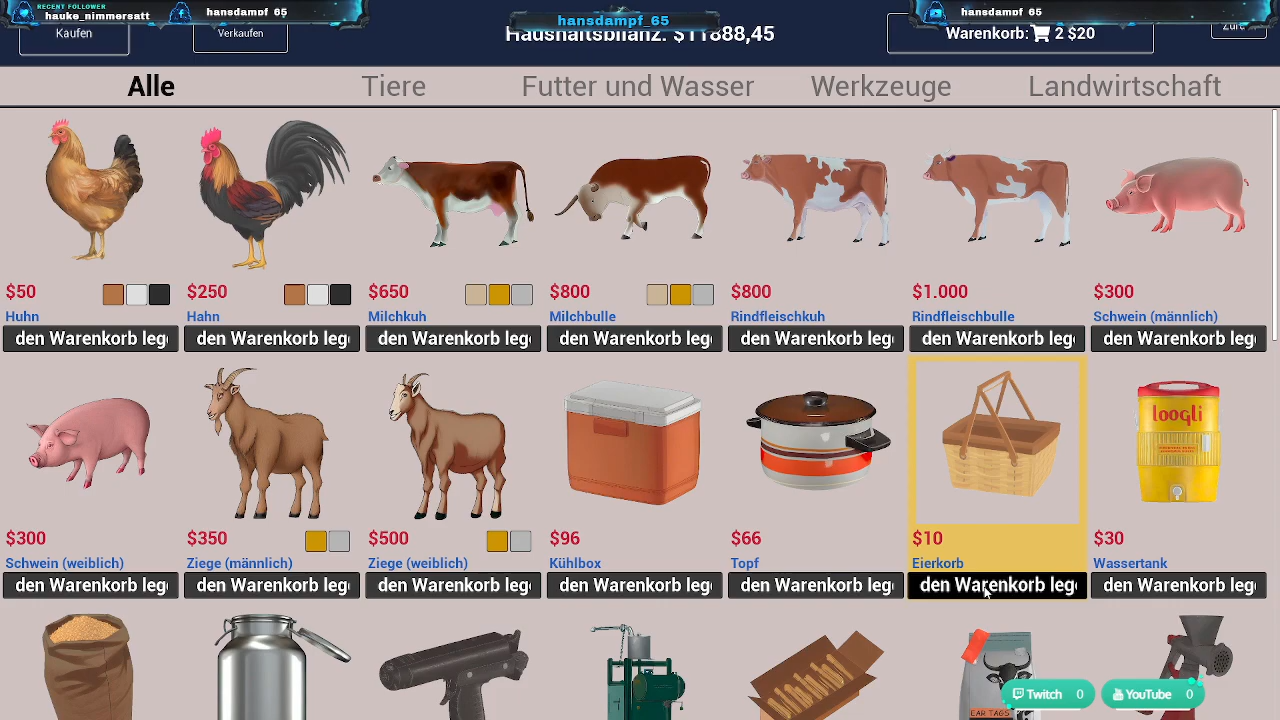 RECENT FOLLOWER
hauke_nimmersatt
hansdampf_65
hansdampf_65
hansdampf_65
Kaufen
Verkaufen
Haushaltsbilanz: $11888,45
Warenkorb: 2 $20
Alle
Tiere
Futter und Wasser
Werkzeuge
Landwirtschaft
$50
$250
$650
$800
$800
$1.000
$300
Huhn
Hahn
Milchkuh
Milchbulle
Rindfleischkuh
Rindfleischbulle
Schwein (männlich)
den Warenkorb leg
den Warenkorb leg
den Warenkorb leg
den Warenkorb leg
den Warenkorb leg
den Warenkorb leg
den Warenkorb leg
looqli
$300
$350
$500
$96
$66
$10
$30
Schwein (weiblich)
Ziege (männlich)
Ziege (weiblich)
Kühlbox
Topf
Eierkorb
Wassertank
den Warenkorb leg
den Warenkorb leg
den Warenkorb leg
den Warenkorb leg
den Warenkorb leg
den Warenkorb leg
den Warenkorb leg
Twitch 0
YouTube 0
EAR TAGS